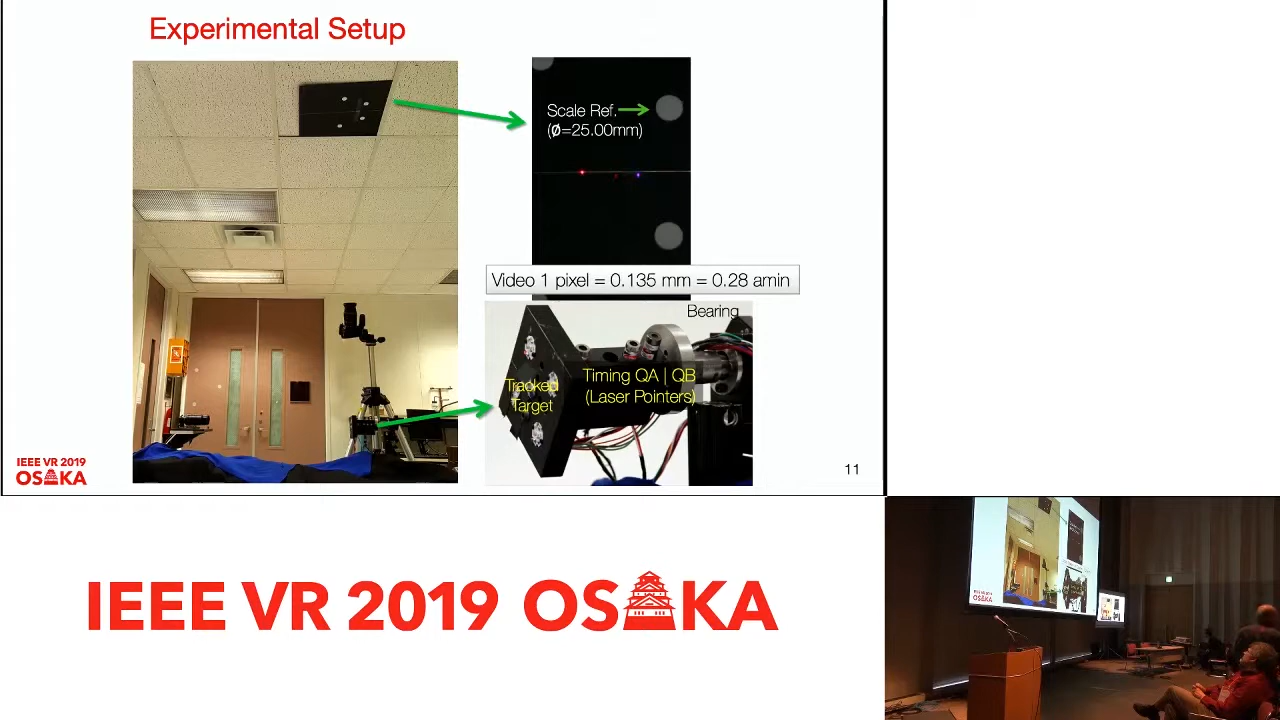 Experimental Setup
Scale Ref.
(Ø=25.00mm)
Video 1 pixel = 0.135 mm = 0.28 amin
Bearing
Tracked
Target
Timing QA | QB
(Laser Pointers)
IEEE VR 2019
OSAKA
11
IEEE VR 2019 OSAKA